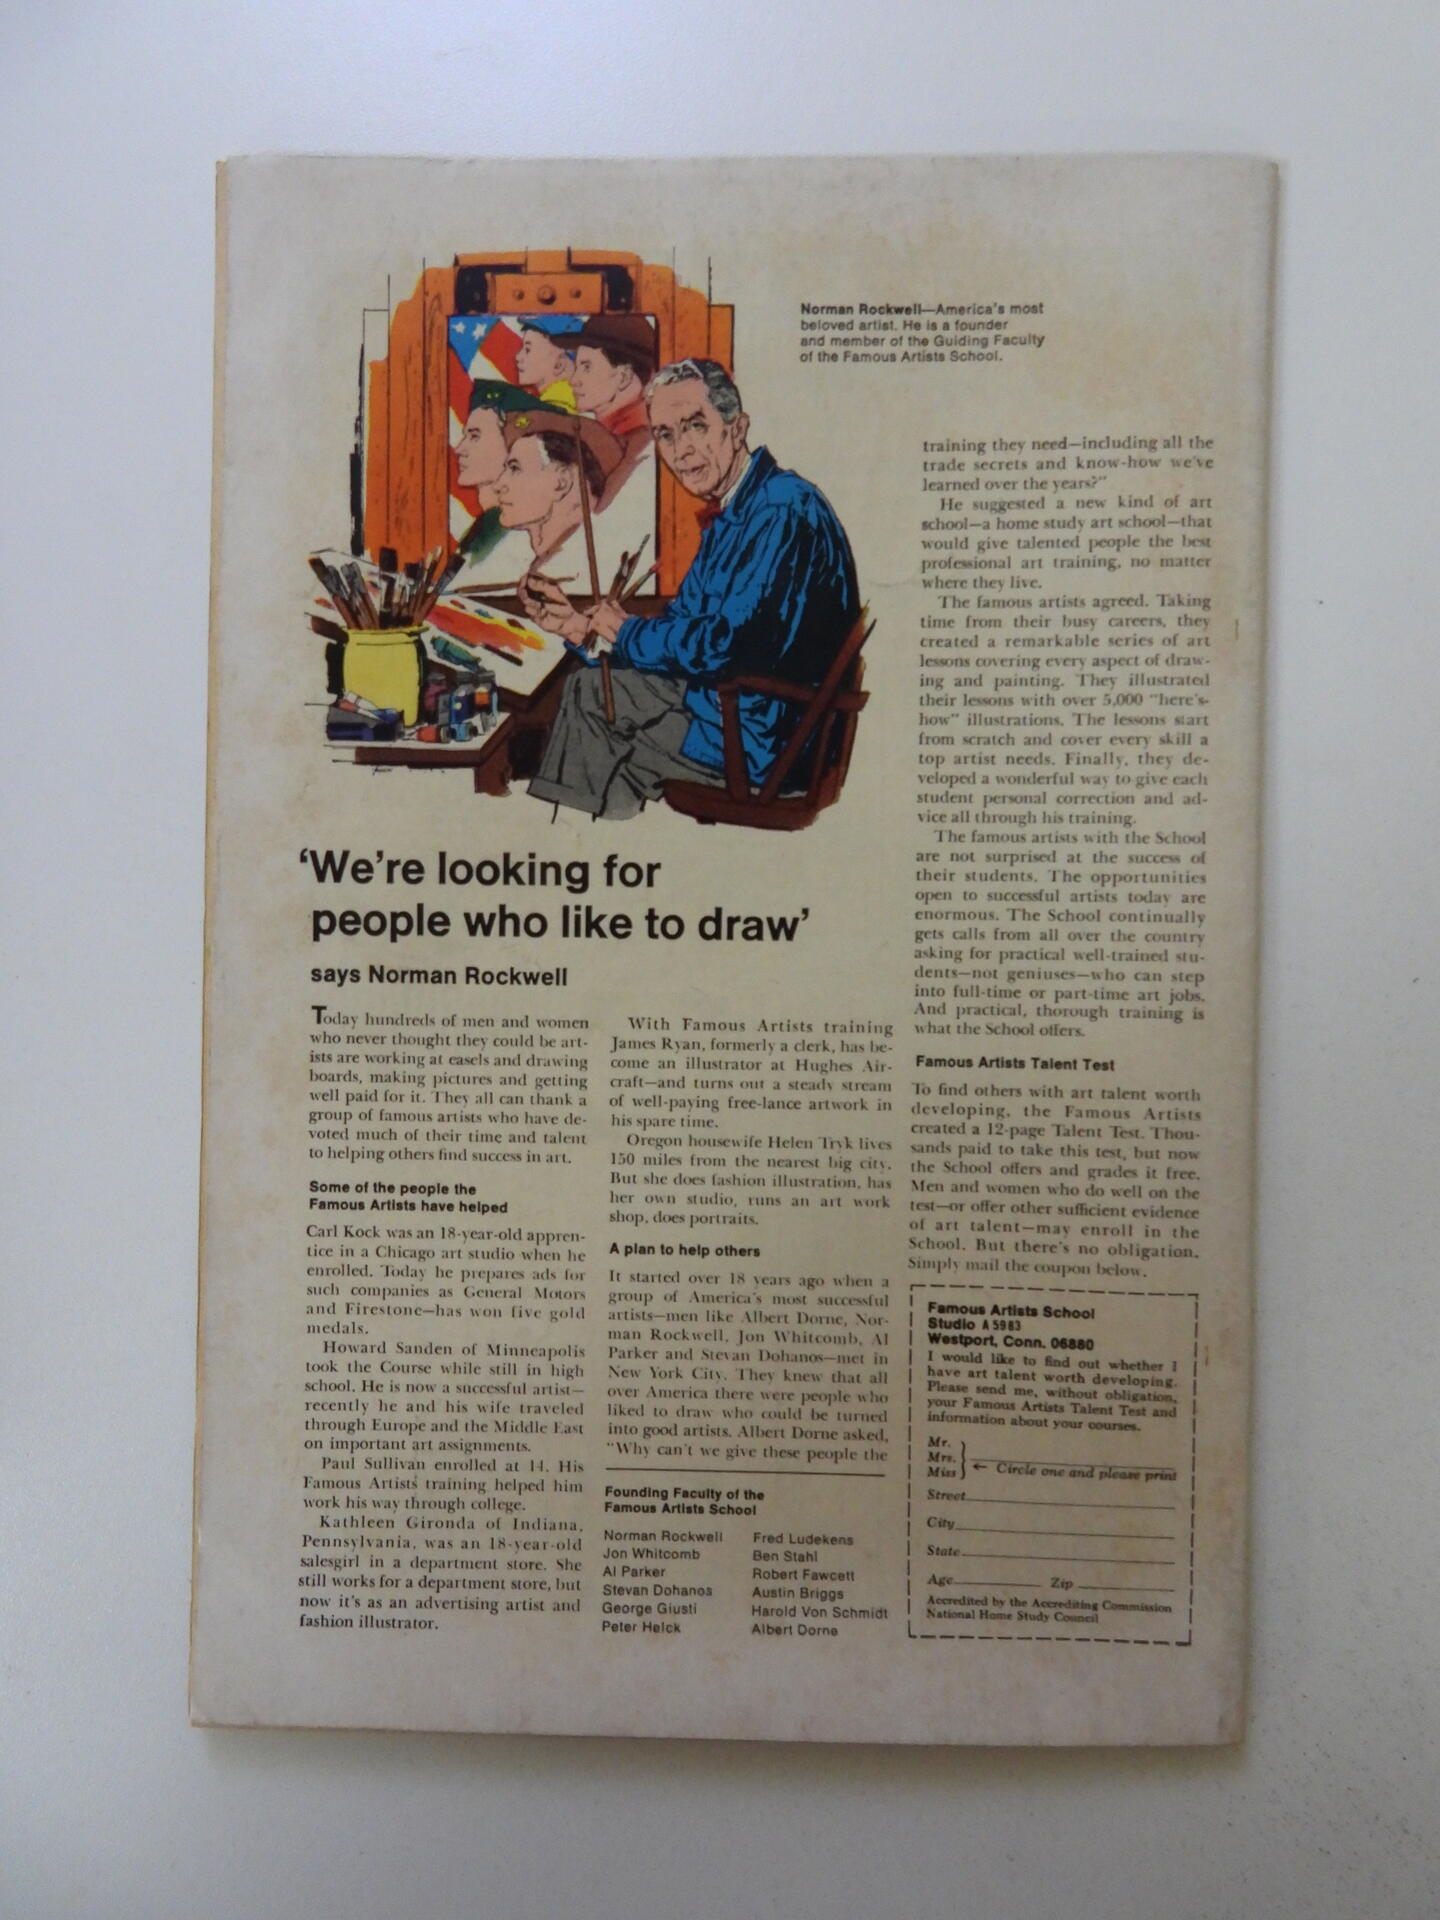 Norman Rockwell—America's most
beloved artist. He is a founder
and member of the Guiding Faculty
of the Famous Artists School.
'We're looking for
people who like to draw'
says Norman Rockwell
Today hundreds of men and women
who never thought they could be art-
ists are working at easels and drawing
boards, making pictures and getting
well paid for it. They all can thank a
group of famous artists who have de-
voted much of their time and talent
to helping others find success in art.
Some of the people the
Famous Artists have helped
Carl Kock was an 18-year-old appren-
tice in a Chicago art studio when he
enrolled. Today he prepares ads for
such companies as General Motors
and Firestone—has won five gold
medals.
Howard Sanden of Minneapolis
took the Course while still in high
school. He is now a successful artist—
recently he and his wife traveled
through Europe and the Middle East
on important art assignments.
Paul Sullivan enrolled at 14. His
Famous Artists' training helped him
work his way through college.
Kathleen Gironda of Indiana,
Pennsylvania, was an 18-year-old
salesgirl in a department store. She
still works for a department store, but
now it's as an advertising artist and
fashion illustrator.
With Famous Artists training
James Ryan, formerly a clerk, has be-
come an illustrator at Hughes Air-
craft—and turns out a steady stream
of well-paying free-lance artwork in
his spare time.
Oregon housewife Helen Tryk lives
150 miles from the nearest big city.
But she does fashion illustration, has
her own studio, runs an art work
shop, does portraits.
A plan to help others
It started over 18 years ago when a
group of America's most successful
artists—men like Albert Dorne, Nor-
man Rockwell, Jon Whitcomb, Al
Parker and Stevan Dohanos—met in
New York City. They knew that all
over America there were people who
liked to draw who could be turned
into good artists. Albert Dorne asked,
"Why can't we give these people the
Founding Faculty of the
Famous Artists School
Norman Rockwell
Jon Whitcomb
Al Parker
Stevan Dohanos
George Giusti
Peter Helck
Fred Ludekens
Ben Stahl
Robert Fawcett
Austin Briggs
Harold Von Schmidt
Albert Dorne
training they need—including all the
trade secrets and know-how we've
learned over the years?"
He suggested a new kind of art
school—a home study art school—that
would give talented people the best
professional art training, no matter
where they live.
The famous artists agreed. Taking
time from their busy careers, they
created a remarkable series of art
lessons covering every aspect of draw-
ing and painting. They illustrated
their lessons with over 5,000 "here's-
how" illustrations. The lessons start
from scratch and cover every skill a
top artist needs. Finally, they de-
veloped a wonderful way to give each
student personal correction and ad-
vice all through his training.
The famous artists with the School
are not surprised at the success of
their students. The opportunities
open to successful artists today are
enormous. The School continually
gets calls from all over the country
asking for practical well-trained stu-
dents—not geniuses—who can step
into full-time or part-time art jobs.
And practical, thorough training is
what the School offers.
Famous Artists Talent Test
To find others with art talent worth
developing, the Famous Artists
created a 12-page Talent Test. Thou-
sands paid to take this test, but now
the School offers and grades it free.
Men and women who do well on the
test—or offer other sufficient evidence
of art talent—may enroll in the
School. But there's no obligation.
Simply mail the coupon below.
Famous Artists School
Studio A5983
Westport, Conn. 06880
I would like to find out whether I
have art talent worth developing.
Please send me, without obligation,
your Famous Artists Talent Test and
information about your courses.
Mr.
Mrs.
Miss ← Circle one and please print
Street
City
State
Age Zip
Accredited by the Accrediting Commission
National Home Study Council